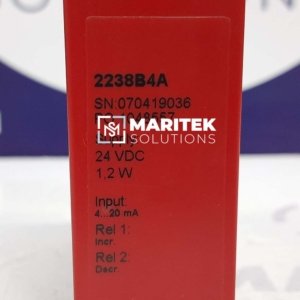 2238B4A
SN:070419036
MARITEK
SOLUTIONS
24 VDC
1,2 W
Input:
4...20 mA
Rel 1:
Incr.
Rel 2:
Decr.